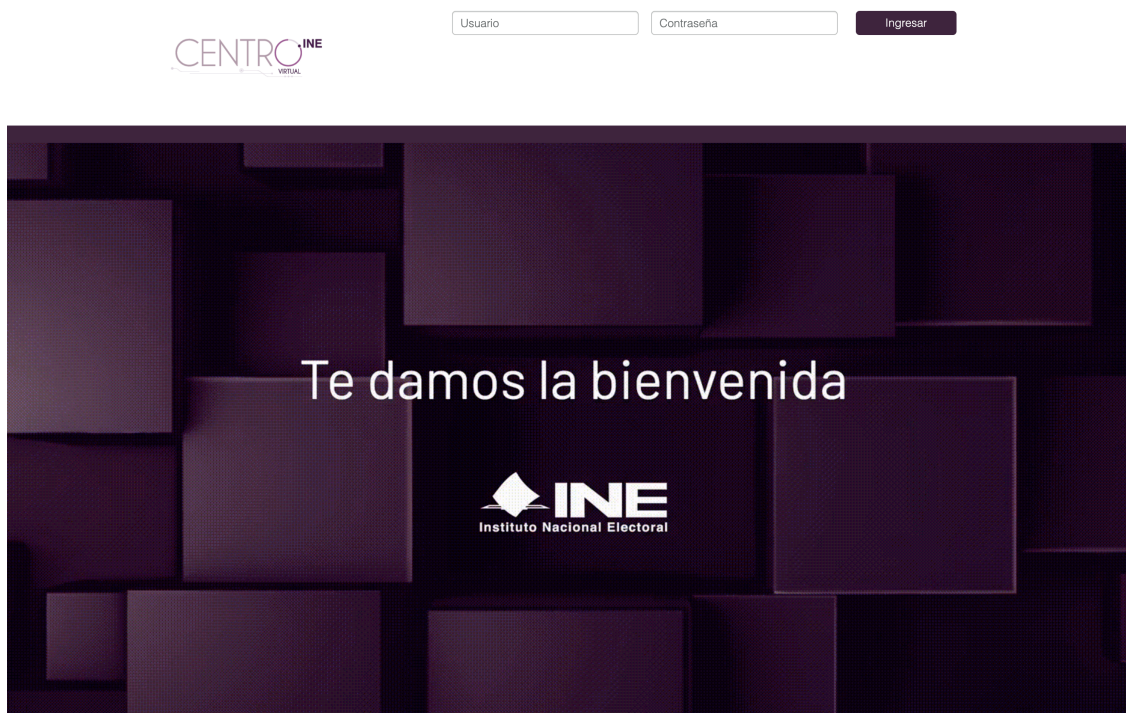 Usuario
Contraseña
Ingresar
CENTRO.INE
VIRTUAL
Te damos la bienvenida
INE
Instituto Nacional Electoral